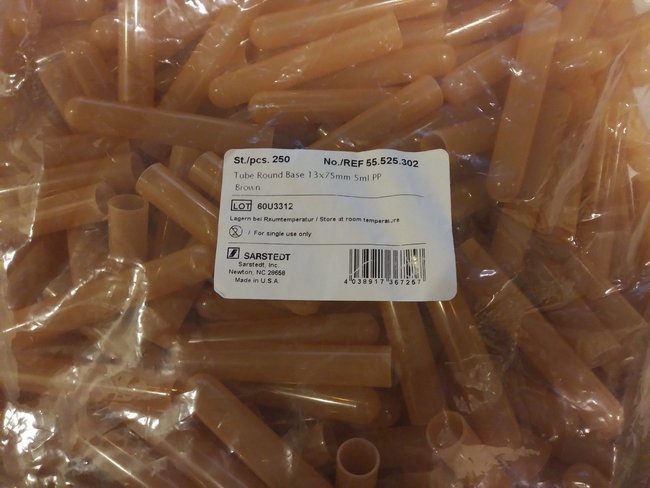 St./pcs. 250 No./REF 55.525.302
Tube Round Base 13x75mm 5ml PP
Brown
LOT 60U3312
Lagern bei Raumtemperatur / Store at room temperature
/ For single use only
SARSTEDT
Sarstedt, Inc.
Newton, NC 28658
Made in U.S.A.
4 038917 367267